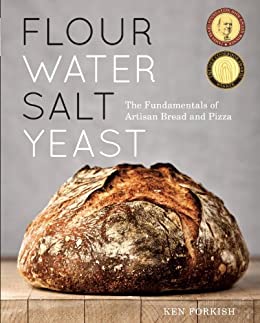 FLOUR
WATER
SALT
YEAST
The Fundamentals of
Artisan Bread and Pizza
KEN FORKISH